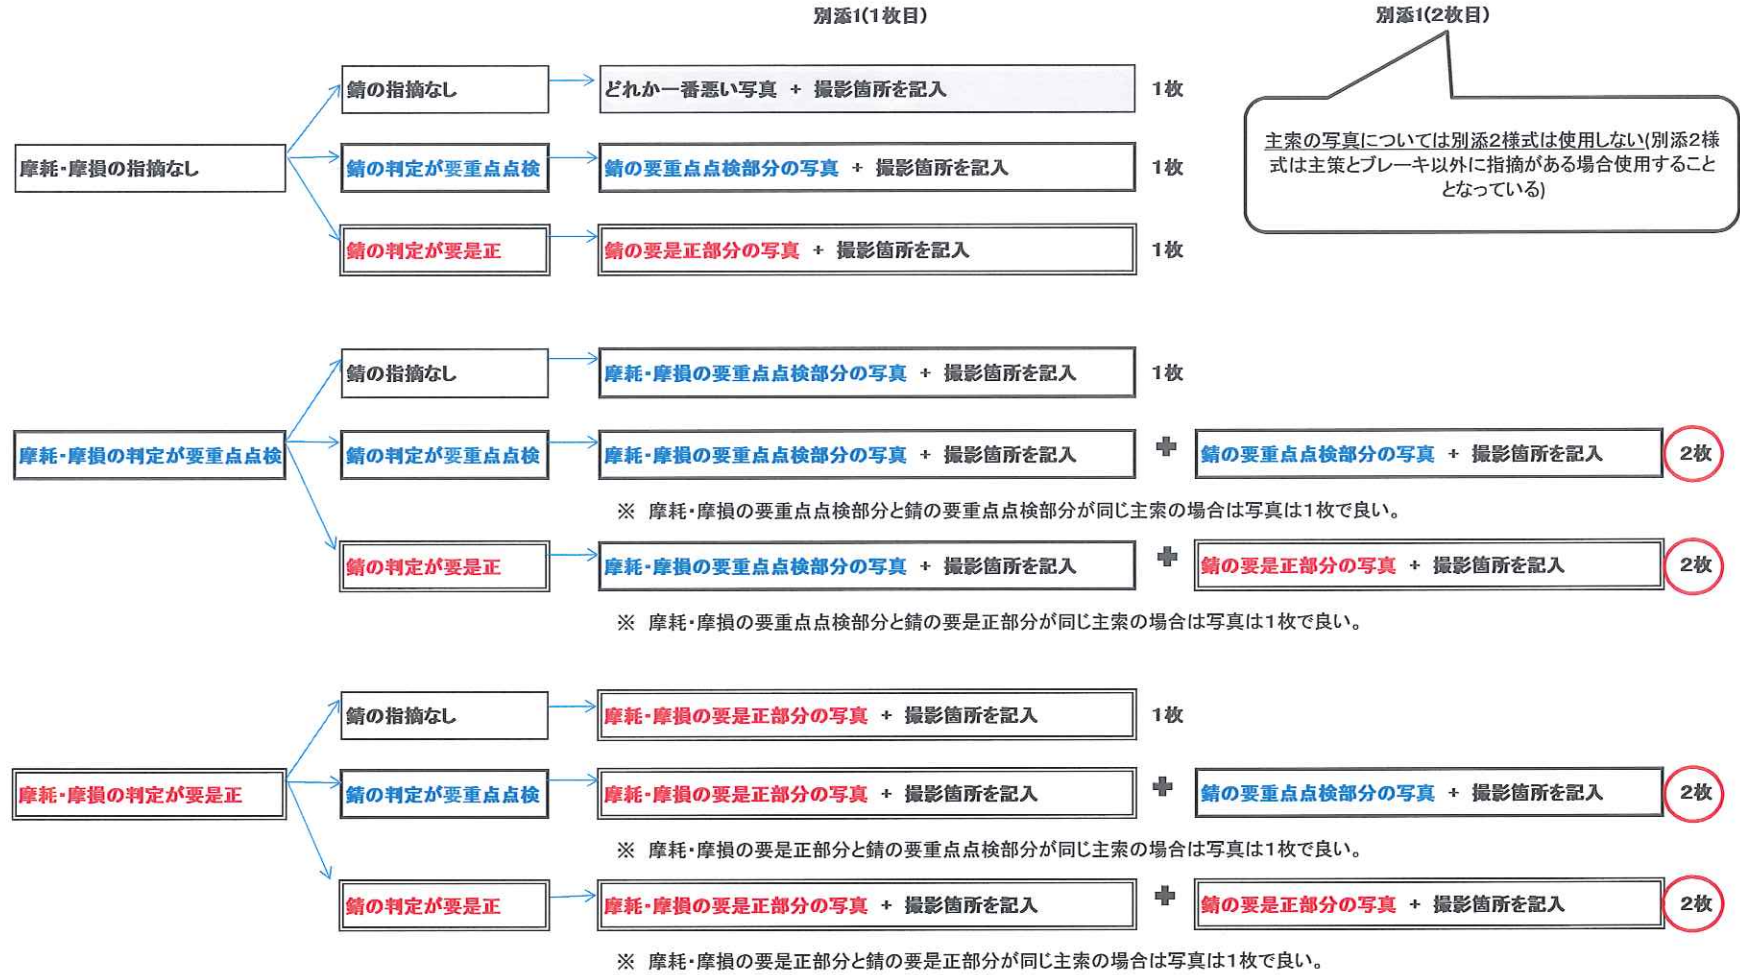 別添1(1枚目)
別添1(2枚目)
錆の指摘なし
どれか一番悪い写真 + 撮影箇所を記入
1枚
主索の写真については別添2様式は使用しない(別添2様
式は主策とブレーキ以外に指摘がある場合使用すること
となっている)
摩耗・摩損の指摘なし
錆の判定が要重点点検
錆の要重点点検部分の写真 + 撮影箇所を記入
1枚
錆の判定が要是正
錆の要是正部分の写真 + 撮影箇所を記入
1枚
錆の指摘なし
摩耗・摩損の要重点点検部分の写真 + 撮影箇所を記入
1枚
摩耗・摩損の判定が要重点点検
錆の判定が要重点点検
摩耗・摩損の要重点点検部分の写真 + 撮影箇所を記入
+
錆の要重点点検部分の写真 + 撮影箇所を記入
2枚
※ 摩耗・摩損の要重点点検部分と錆の要重点点検部分が同じ主索の場合は写真は1枚で良い。
錆の判定が要是正
摩耗・摩損の要重点点検部分の写真 + 撮影箇所を記入
+
錆の要是正部分の写真 + 撮影箇所を記入
2枚
※ 摩耗・摩損の要重点点検部分と錆の要是正部分が同じ主索の場合は写真は1枚で良い。
錆の指摘なし
摩耗・摩損の要是正部分の写真 + 撮影箇所を記入
1枚
摩耗・摩損の判定が要是正
錆の判定が要重点点検
摩耗・摩損の要是正部分の写真 + 撮影箇所を記入
+
錆の要重点点検部分の写真 + 撮影箇所を記入
2枚
※ 摩耗・摩損の要是正部分と錆の要重点点検部分が同じ主索の場合は写真は1枚で良い。
錆の判定が要是正
摩耗・摩損の要是正部分の写真 + 撮影箇所を記入
+
錆の要是正部分の写真 + 撮影箇所を記入
2枚
※ 摩耗・摩損の要是正部分と錆の要是正部分が同じ主索の場合は写真は1枚で良い。